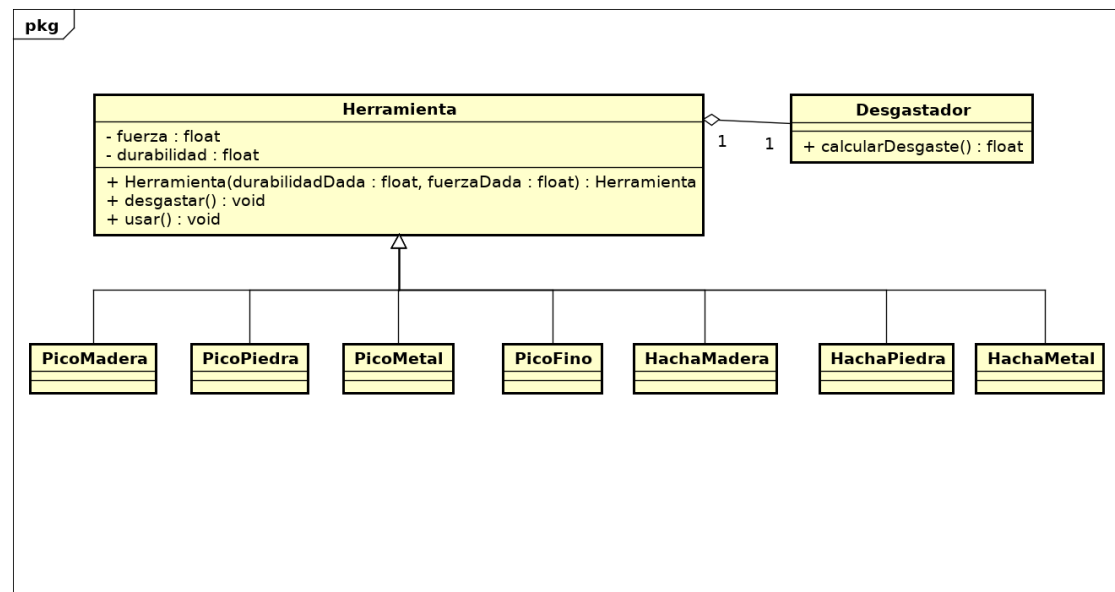 pkg
Herramienta
- fuerza : float
- durabilidad : float
+ Herramienta(durabilidadDada : float, fuerzaDada : float) : Herramienta
+ desgastar() : void
+ usar() : void
1
1
Desgastador
+ calcularDesgaste() : float
PicoMadera
PicoPiedra
PicoMetal
PicoFino
HachaMadera
HachaPiedra
HachaMetal